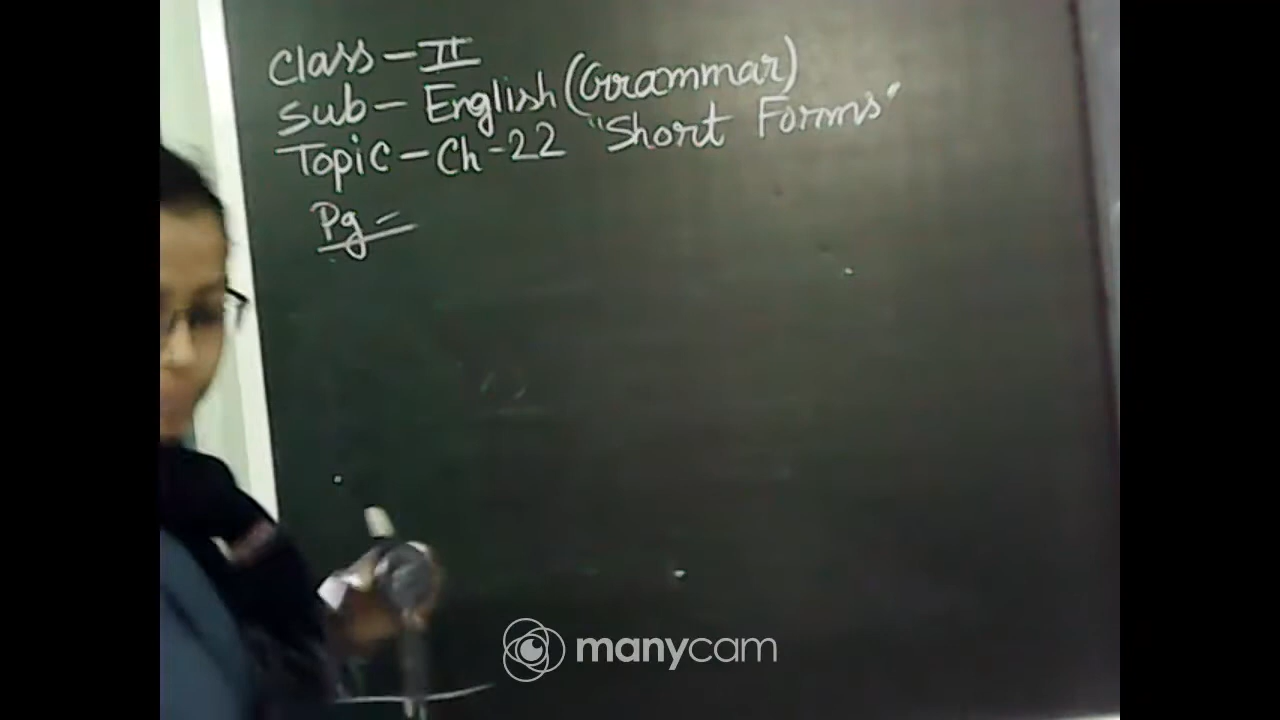 Class - II
Sub - English (Grammar)
Topic - Ch - 22 "Short Forms"
Pg =
manycam